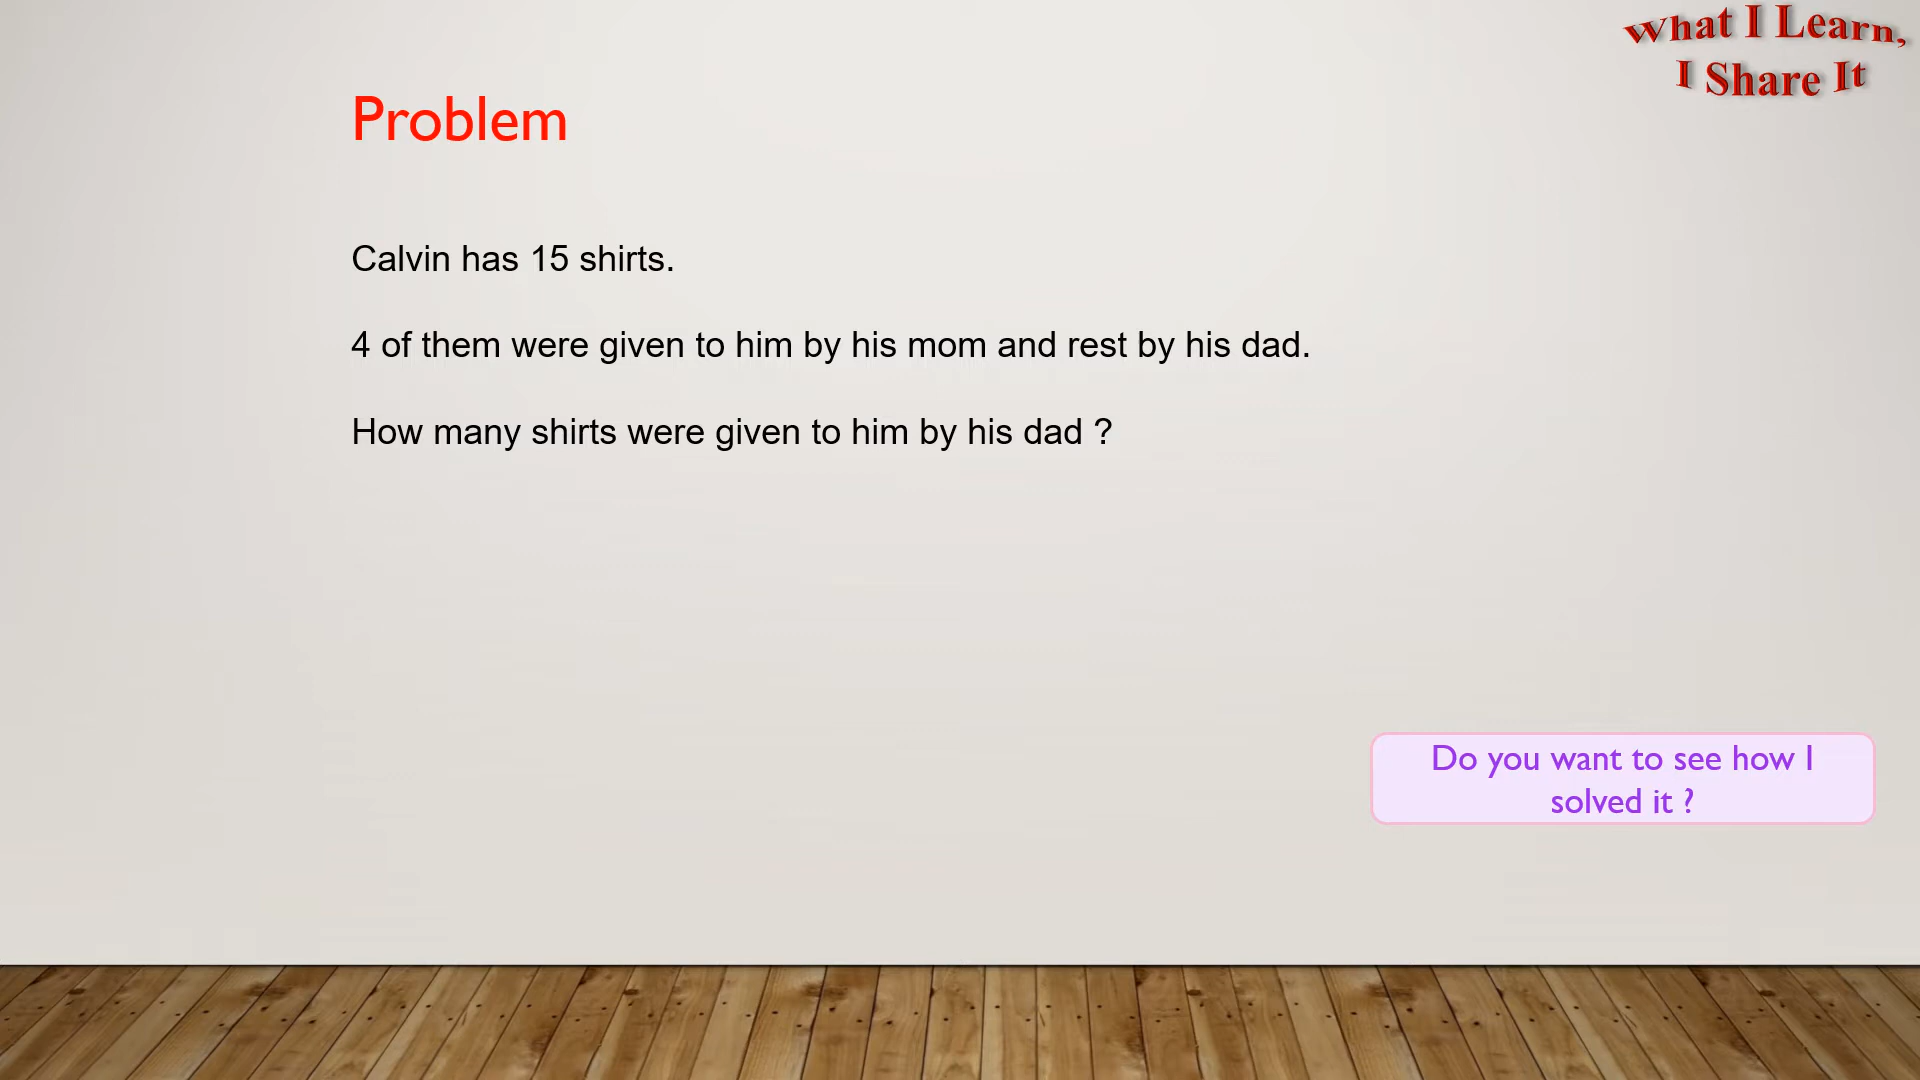 What I Learn,
I Share It
Problem
Calvin has 15 shirts.
4 of them were given to him by his mom and rest by his dad.
How many shirts were given to him by his dad ?
Do you want to see how I
solved it ?